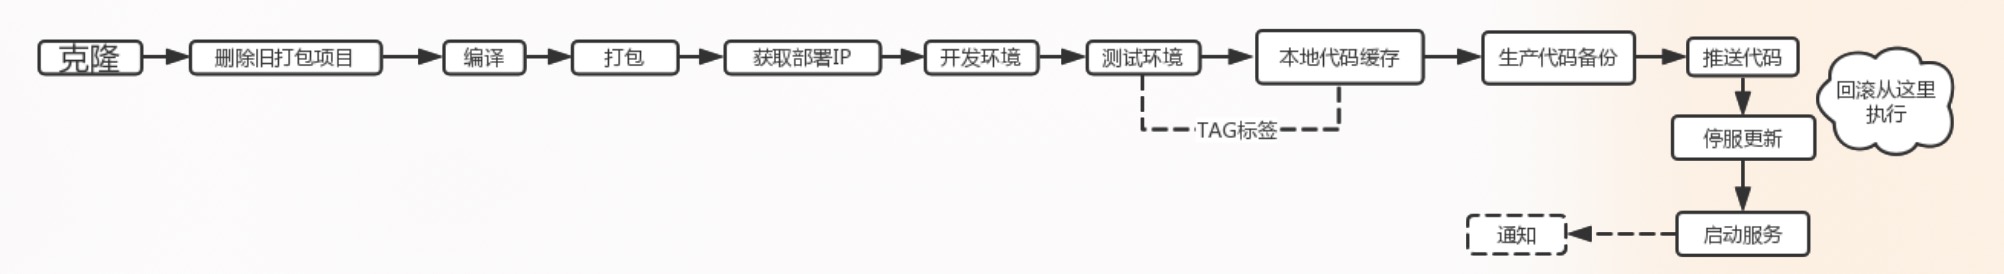 克隆
删除旧打包项目
编译
打包
获取部署IP
开发环境
测试环境
本地代码缓存
生产代码备份
推送代码
回滚从这里
执行
TAG标签
停服更新
通知
启动服务